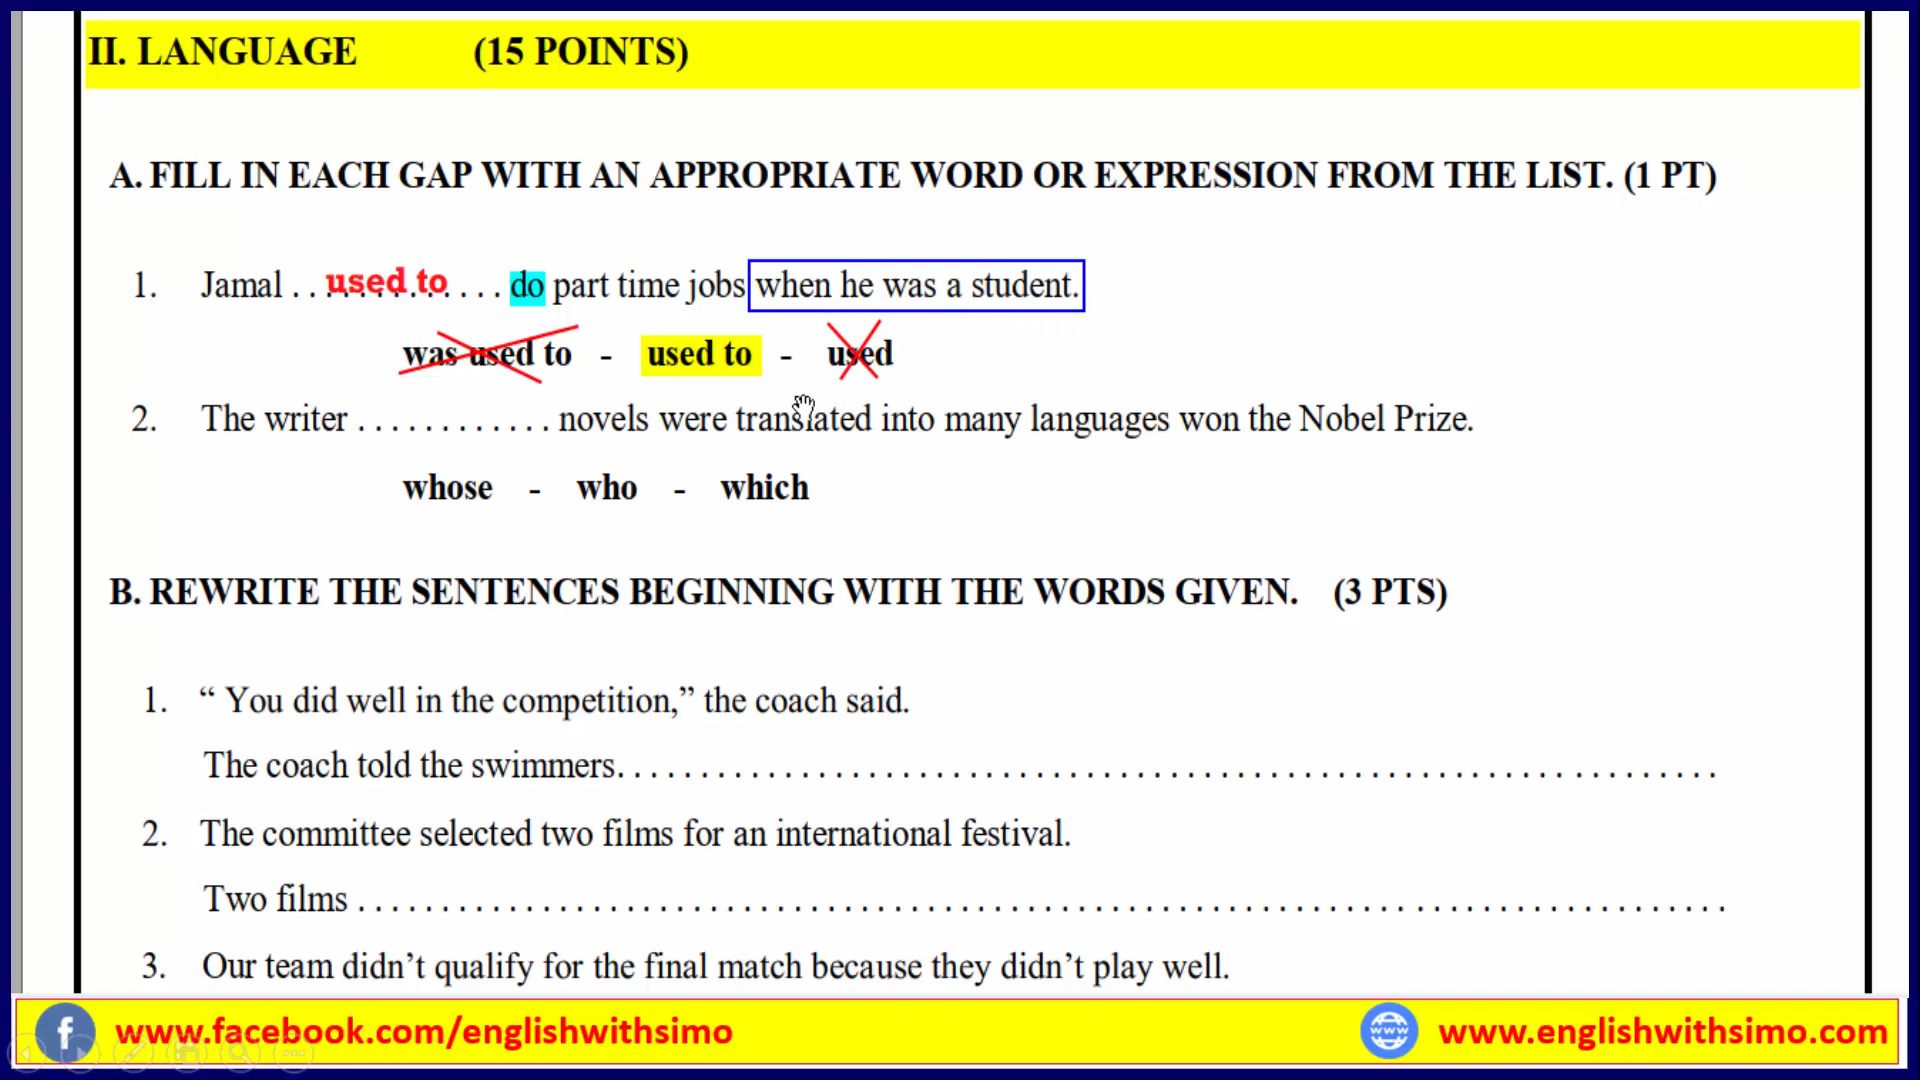 II. LANGUAGE (15 POINTS)
A. FILL IN EACH GAP WITH AN APPROPRIATE WORD OR EXPRESSION FROM THE LIST. (1 PT)
1. Jamal . . used to . . do part time jobs when he was a student.
was used to - used to - used
2. The writer . . . . . . . . . . . . novels were translated into many languages won the Nobel Prize.
whose - who - which
B. REWRITE THE SENTENCES BEGINNING WITH THE WORDS GIVEN. (3 PTS)
1. “ You did well in the competition,” the coach said.
The coach told the swimmers. . . . . . . . . . . . . . . . . . . . . . . . . . . . . . . . . . . . . . . . . . . . . . . . . . . . .
2. The committee selected two films for an international festival.
Two films . . . . . . . . . . . . . . . . . . . . . . . . . . . . . . . . . . . . . . . . . . . . . . . . . . . . . . . . . . . . . . . . .
3. Our team didn’t qualify for the final match because they didn’t play well.
f www.facebook.com/englishwithsimo www www.englishwithsimo.com